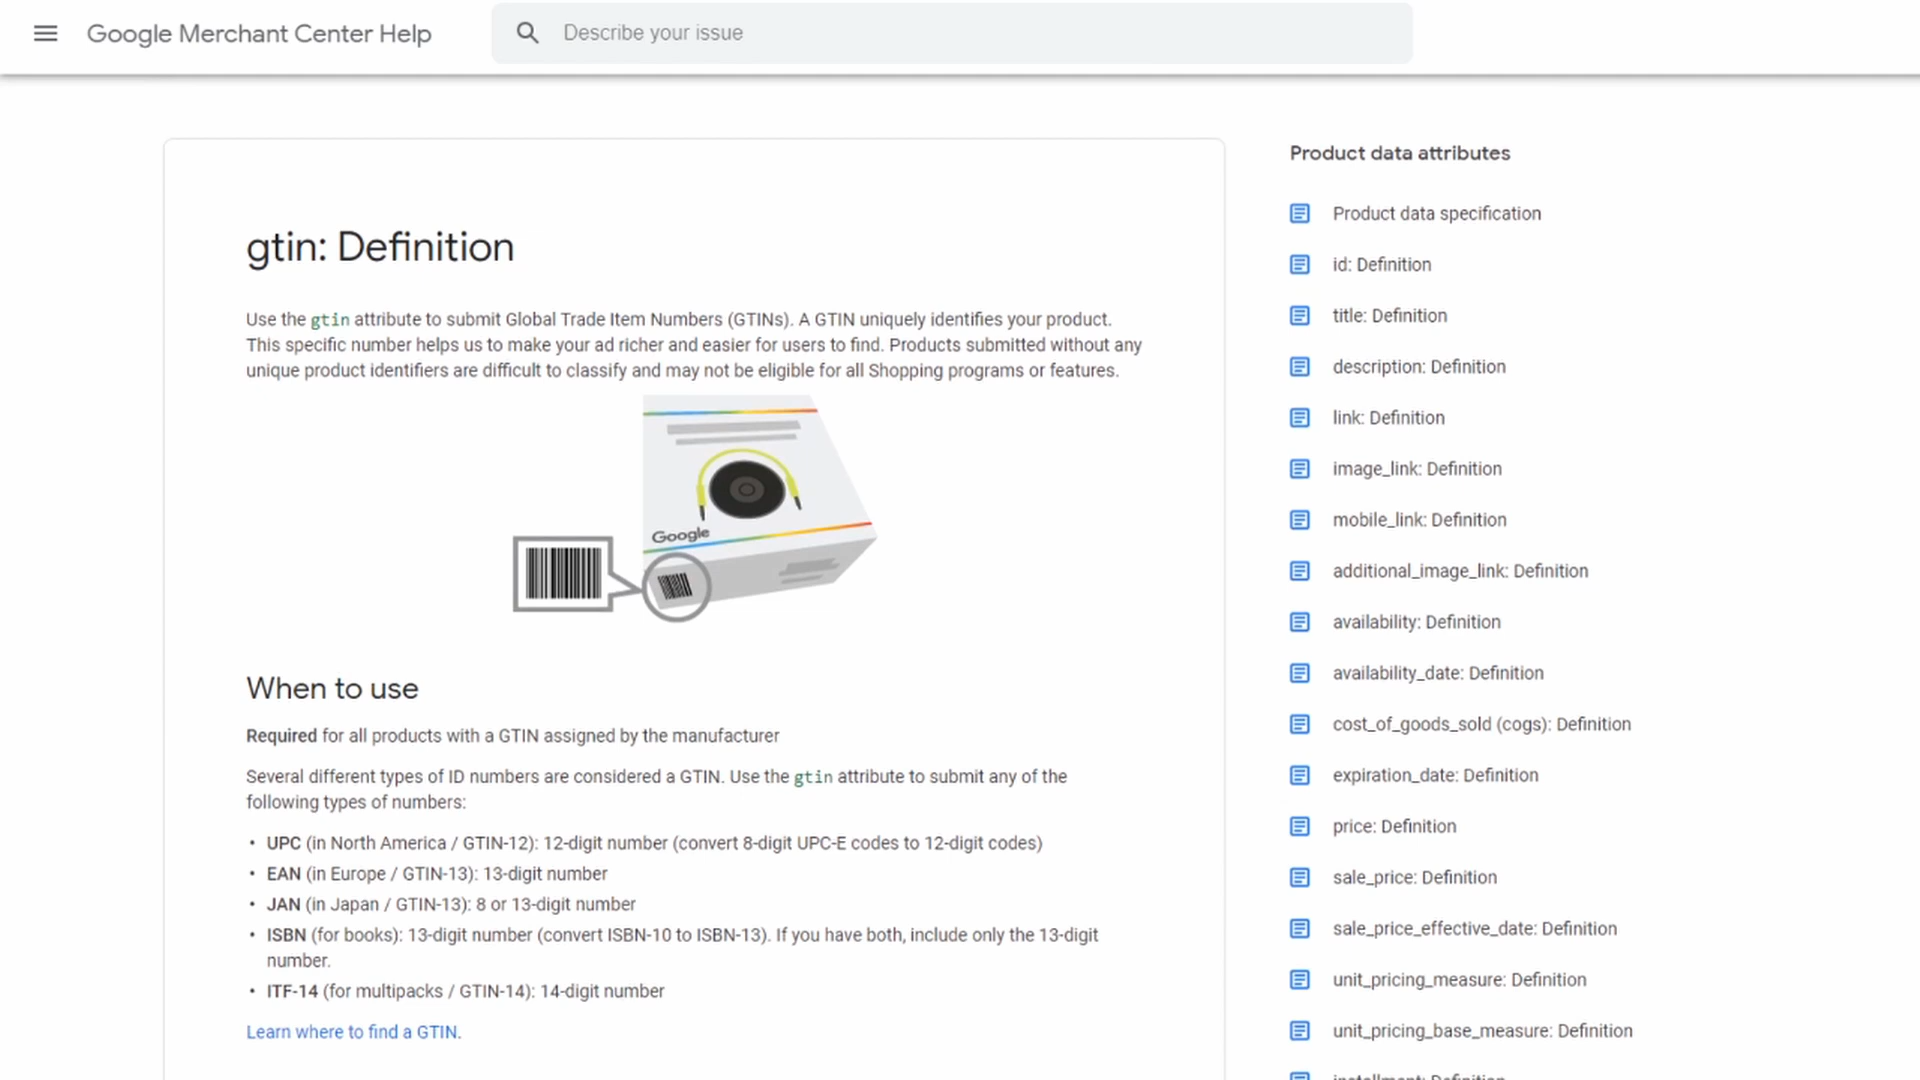 Google Merchant Center Help
Describe your issue
gtin: Definition
Use the gtin attribute to submit Global Trade Item Numbers (GTINs). A GTIN uniquely identifies your product.
This specific number helps us to make your ad richer and easier for users to find. Products submitted without any
unique product identifiers are difficult to classify and may not be eligible for all Shopping programs or features.
Google
When to use
Required for all products with a GTIN assigned by the manufacturer
Several different types of ID numbers are considered a GTIN. Use the gtin attribute to submit any of the
following types of numbers:
• UPC (in North America / GTIN-12): 12-digit number (convert 8-digit UPC-E codes to 12-digit codes)
• EAN (in Europe / GTIN-13): 13-digit number
• JAN (in Japan / GTIN-13): 8 or 13-digit number
• ISBN (for books): 13-digit number (convert ISBN-10 to ISBN-13). If you have both, include only the 13-digit
number.
• ITF-14 (for multipacks / GTIN-14): 14-digit number
Learn where to find a GTIN.
Product data attributes
Product data specification
id: Definition
title: Definition
description: Definition
link: Definition
image_link: Definition
mobile_link: Definition
additional_image_link: Definition
availability: Definition
availability_date: Definition
cost_of_goods_sold (cogs): Definition
expiration_date: Definition
price: Definition
sale_price: Definition
sale_price_effective_date: Definition
unit_pricing_measure: Definition
unit_pricing_base_measure: Definition
installment: Definition